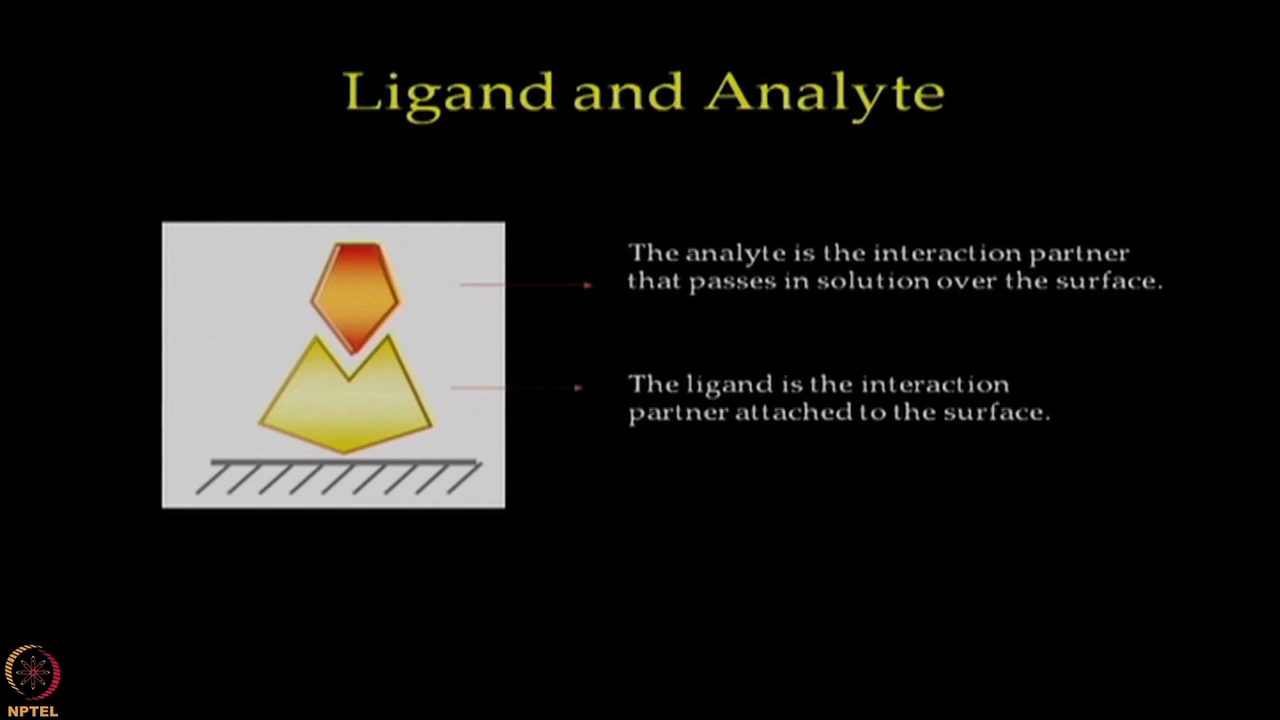 Ligand and Analyte
The analyte is the interaction partner
that passes in solution over the surface.
The ligand is the interaction
partner attached to the surface.
NPTEL